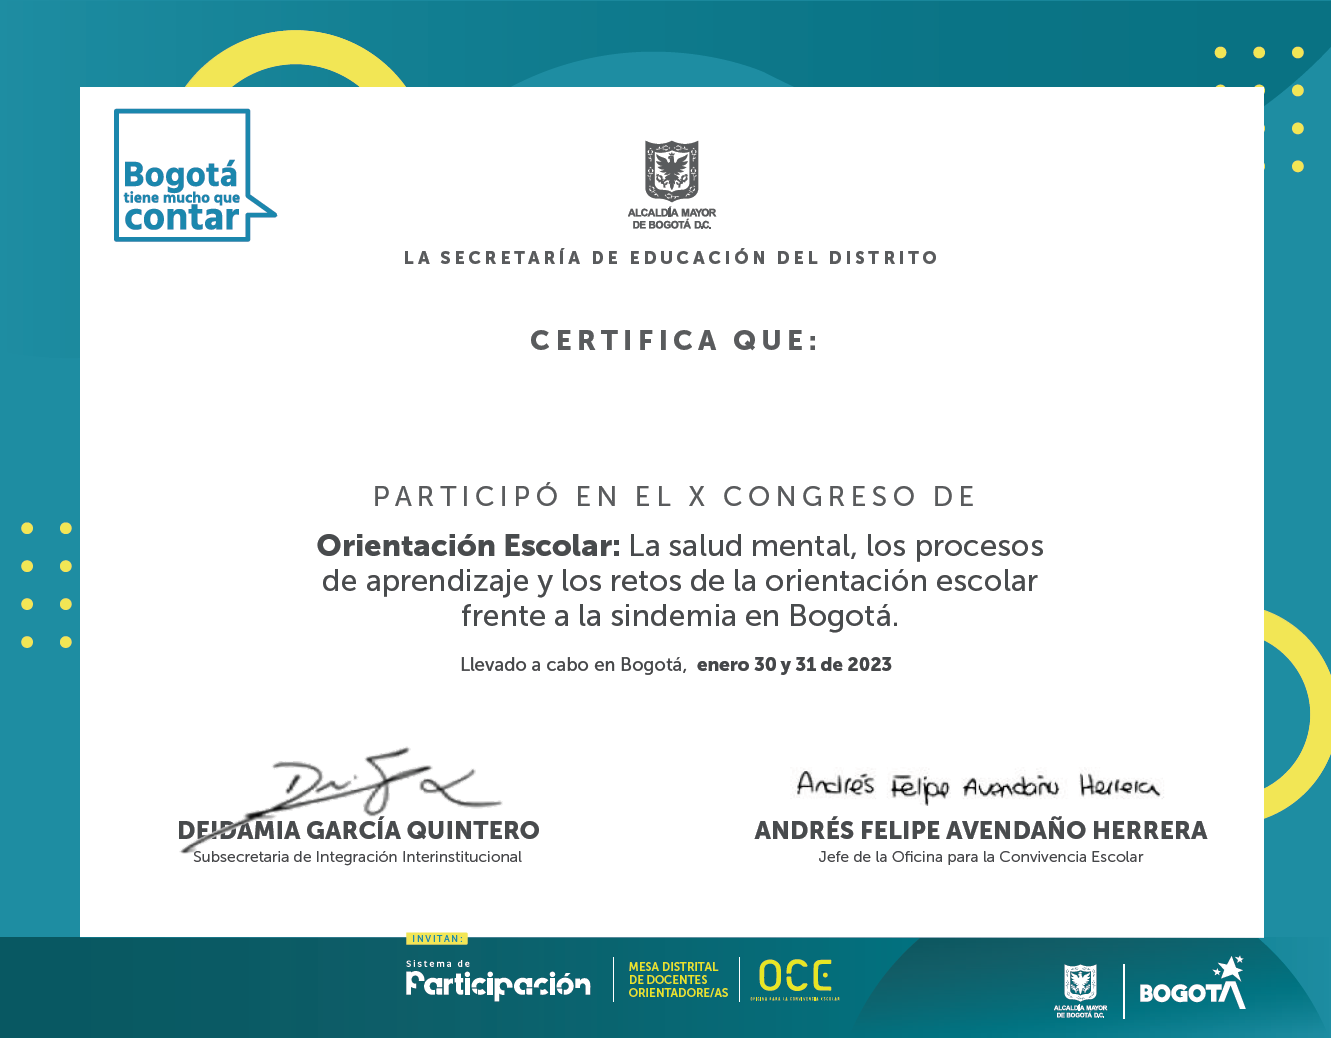 Bogotá
tiene mucho que
contar
ALCALDÍA MAYOR
DE BOGOTÁ D.C.
LA SECRETARÍA DE EDUCACIÓN DEL DISTRITO
CERTIFICA QUE:
PARTICIPÓ EN EL X CONGRESO DE
Orientación Escolar: La salud mental, los procesos
de aprendizaje y los retos de la orientación escolar
frente a la sindemia en Bogotá.
Llevado a cabo en Bogotá, enero 30 y 31 de 2023
Andrés Felipe Avendaño Herrera
DEIDAMIA GARCÍA QUINTERO
Subsecretaria de Integración Interinstitucional
ANDRÉS FELIPE AVENDAÑO HERRERA
Jefe de la Oficina para la Convivencia Escolar
INVITAN:
Sistema de
Participación
MESA DISTRITAL
DE DOCENTES
ORIENTADORE/AS
OCE
OFICINA PARA LA CONVIVENCIA ESCOLAR
ALCALDÍA MAYOR
DE BOGOTÁ D.C.
BOGOTÁ